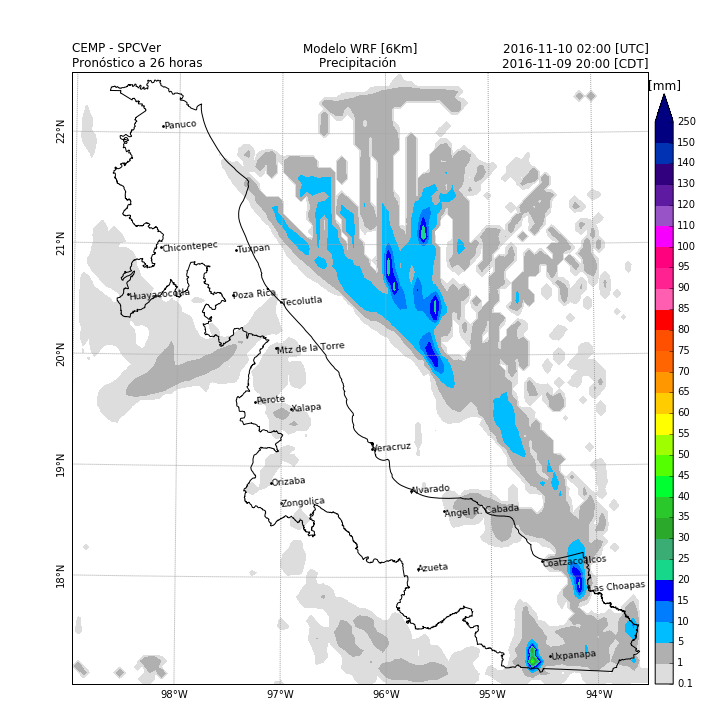 CEMP - SPCVer
Modelo WRF [6Km]
2016-11-10 02:00 [UTC]
Pronóstico a 26 horas
Precipitación
2016-11-09 20:00 [CDT]
[mm]
250
150
140
130
120
110
100
95
90
85
80
75
70
65
60
55
50
45
40
35
30
25
20
15
10
5
1
0.1
22°N
21°N
20°N
19°N
18°N
Panuco
Chicontepec
Tuxpan
Huayacocotla
Poza Rica
Tecolutla
Mtz de la Torre
Perote
Xalapa
Veracruz
Orizaba
Alvarado
Zongolica
Angel R. Cabada
Coatzacoalcos
Azueta
Las Choapas
Uxpanapa
98°W
97°W
96°W
95°W
94°W